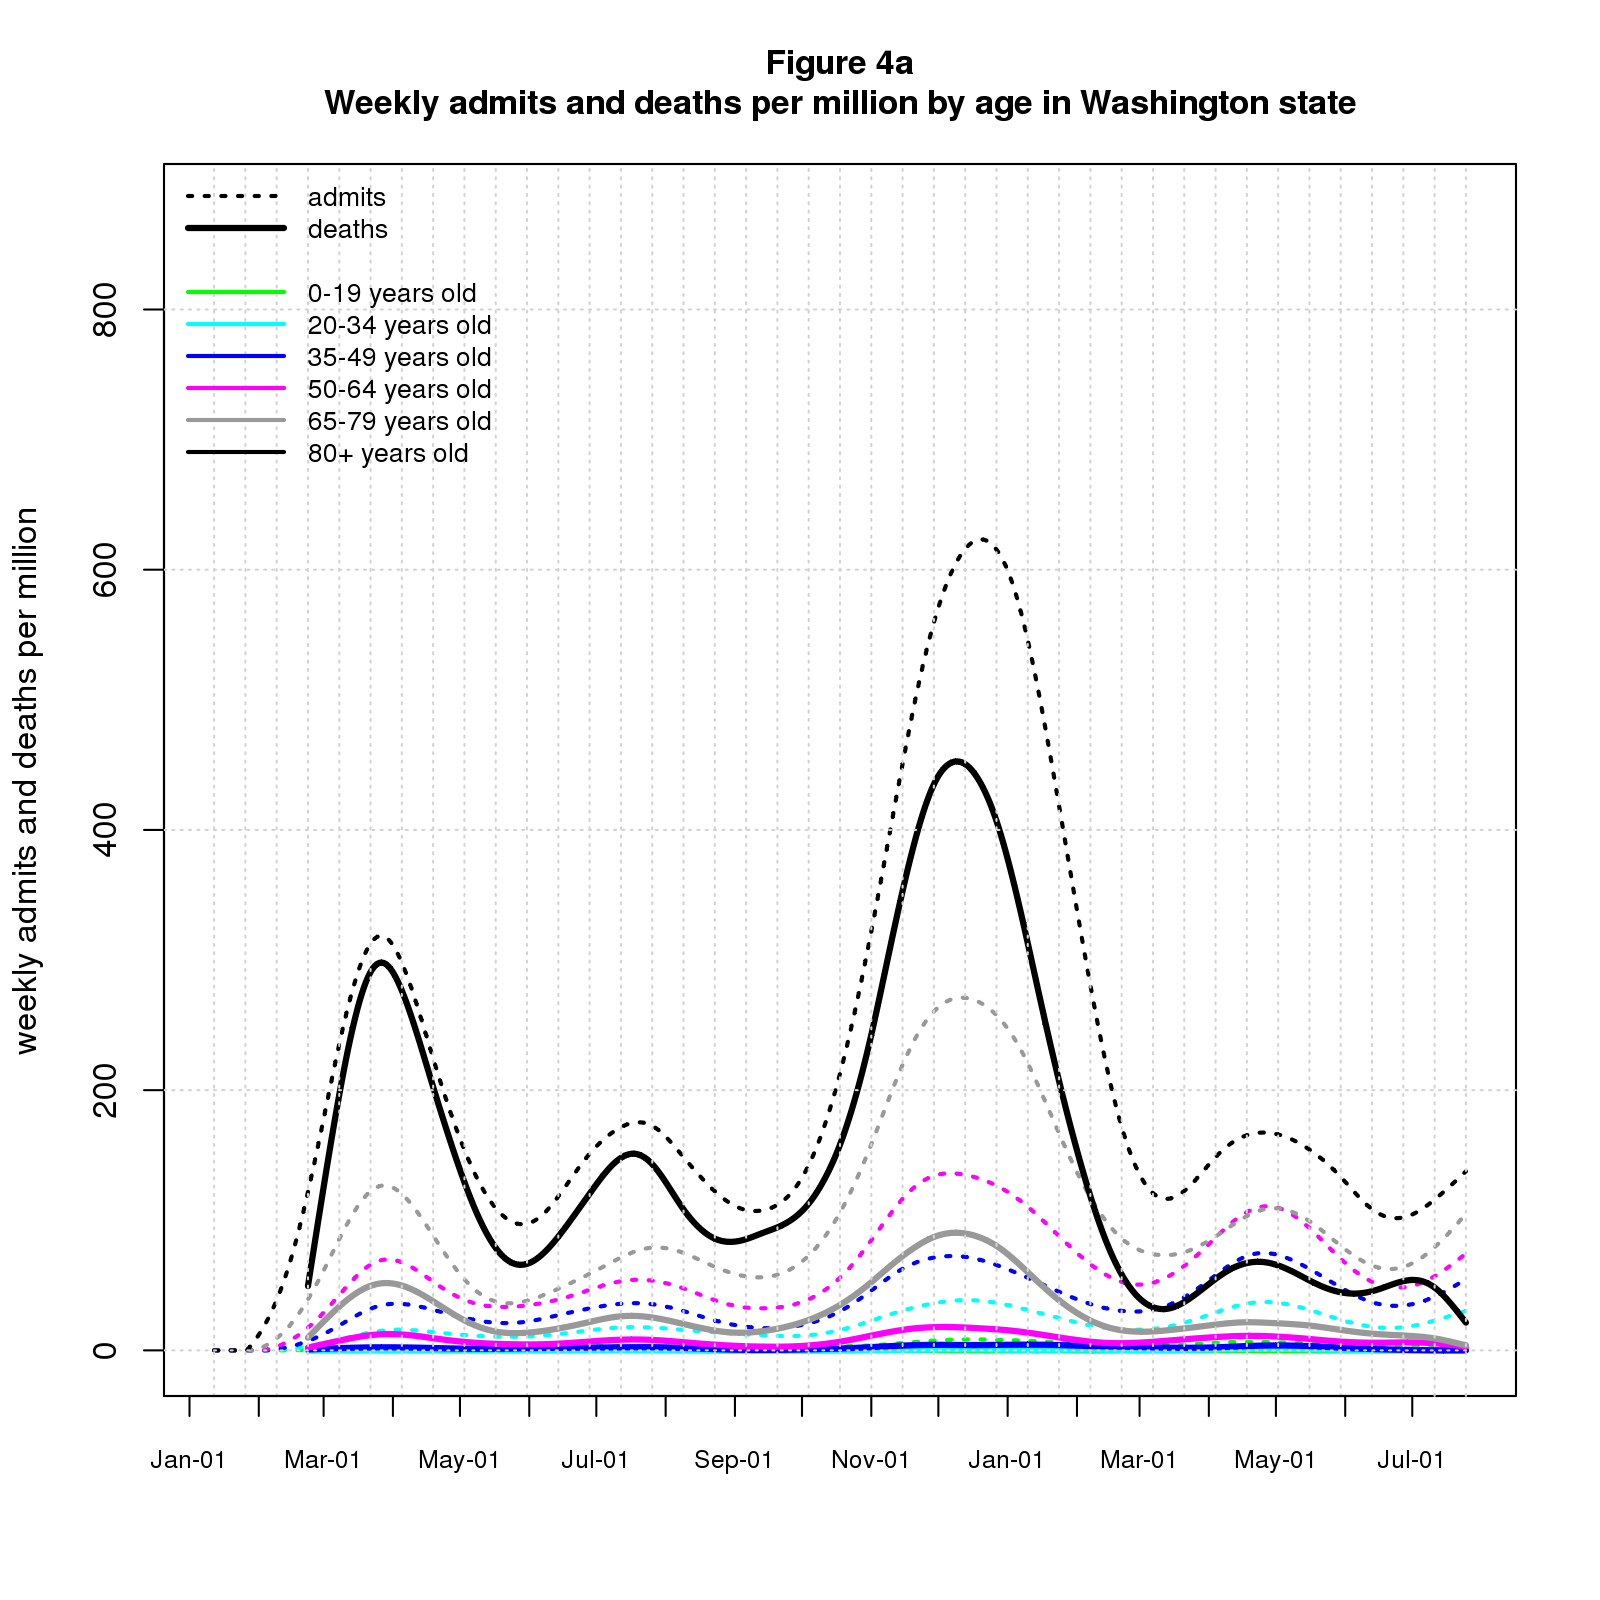 Figure 4a
Weekly admits and deaths per million by age in Washington state
admits
deaths
0-19 years old
20-34 years old
35-49 years old
50-64 years old
65-79 years old
80+ years old
weekly admits and deaths per million
800
600
400
200
0
Jan-01 Mar-01 May-01 Jul-01 Sep-01 Nov-01 Jan-01 Mar-01 May-01 Jul-01